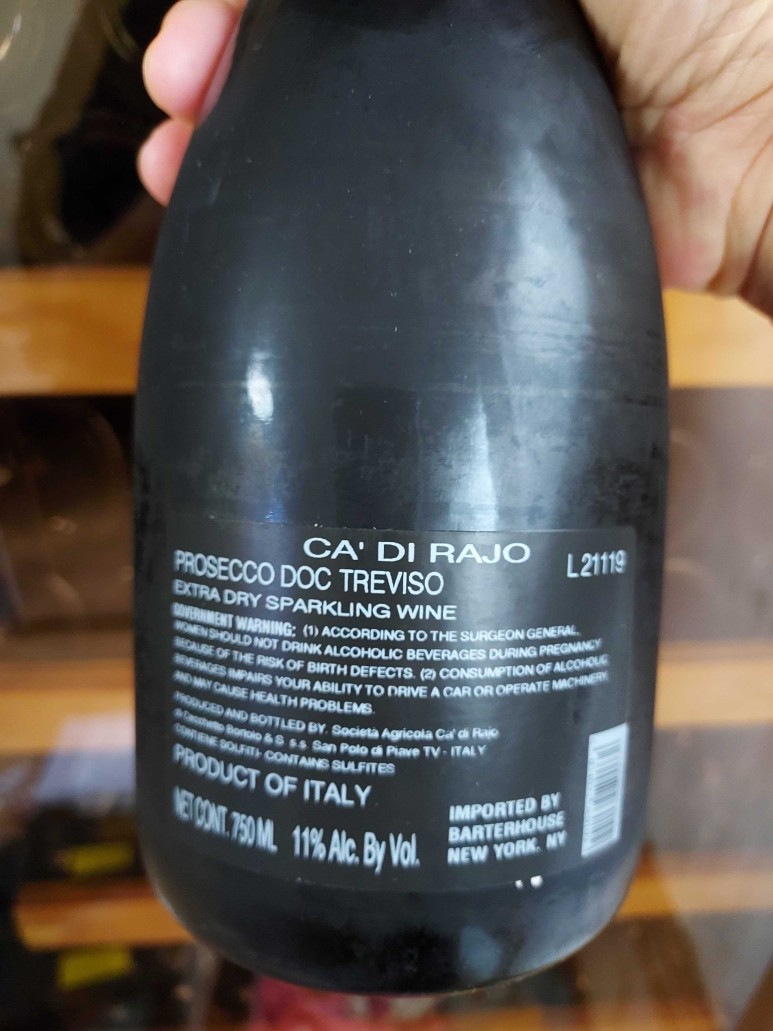 CA' DI RAJO
L21119
PROSECCO DOC TREVISO
EXTRA DRY SPARKLING WINE
GOVERNMENT WARNING: (1) ACCORDING TO THE SURGEON GENERAL,
WOMEN SHOULD NOT DRINK ALCOHOLIC BEVERAGES DURING PREGNANCY
BECAUSE OF THE RISK OF BIRTH DEFECTS. (2) CONSUMPTION OF ALCOHOLIC
BEVERAGES IMPAIRS YOUR ABILITY TO DRIVE A CAR OR OPERATE MACHINERY,
AND MAY CAUSE HEALTH PROBLEMS.
PRODUCED AND BOTTLED BY: Società Agricola Ca' di Rajo
di Cecchetto Bortolo & S s.s San Polo di Piave TV - ITALY
CONTIENE SOLFITI- CONTAINS SULFITES
PRODUCT OF ITALY
NET CONT. 750 ML 11% Alc. By Vol.
IMPORTED BY
BARTERHOUSE
NEW YORK. NY